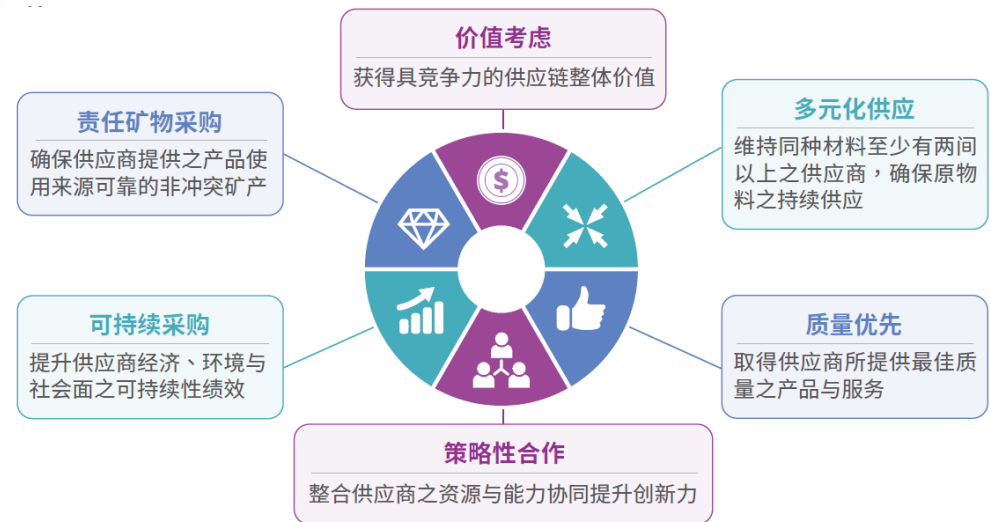 价值考虑
获得具竞争力的供应链整体价值
责任矿物采购
确保供应商提供之产品使
用来源可靠的非冲突矿产
多元化供应
维持同种材料至少有两间
以上之供应商，确保原物
料之持续供应
$
可持续采购
提升供应商经济、环境与
社会面之可持续性绩效
质量优先
取得供应商所提供最佳质
量之产品与服务
策略性合作
整合供应商之资源与能力协同提升创新力